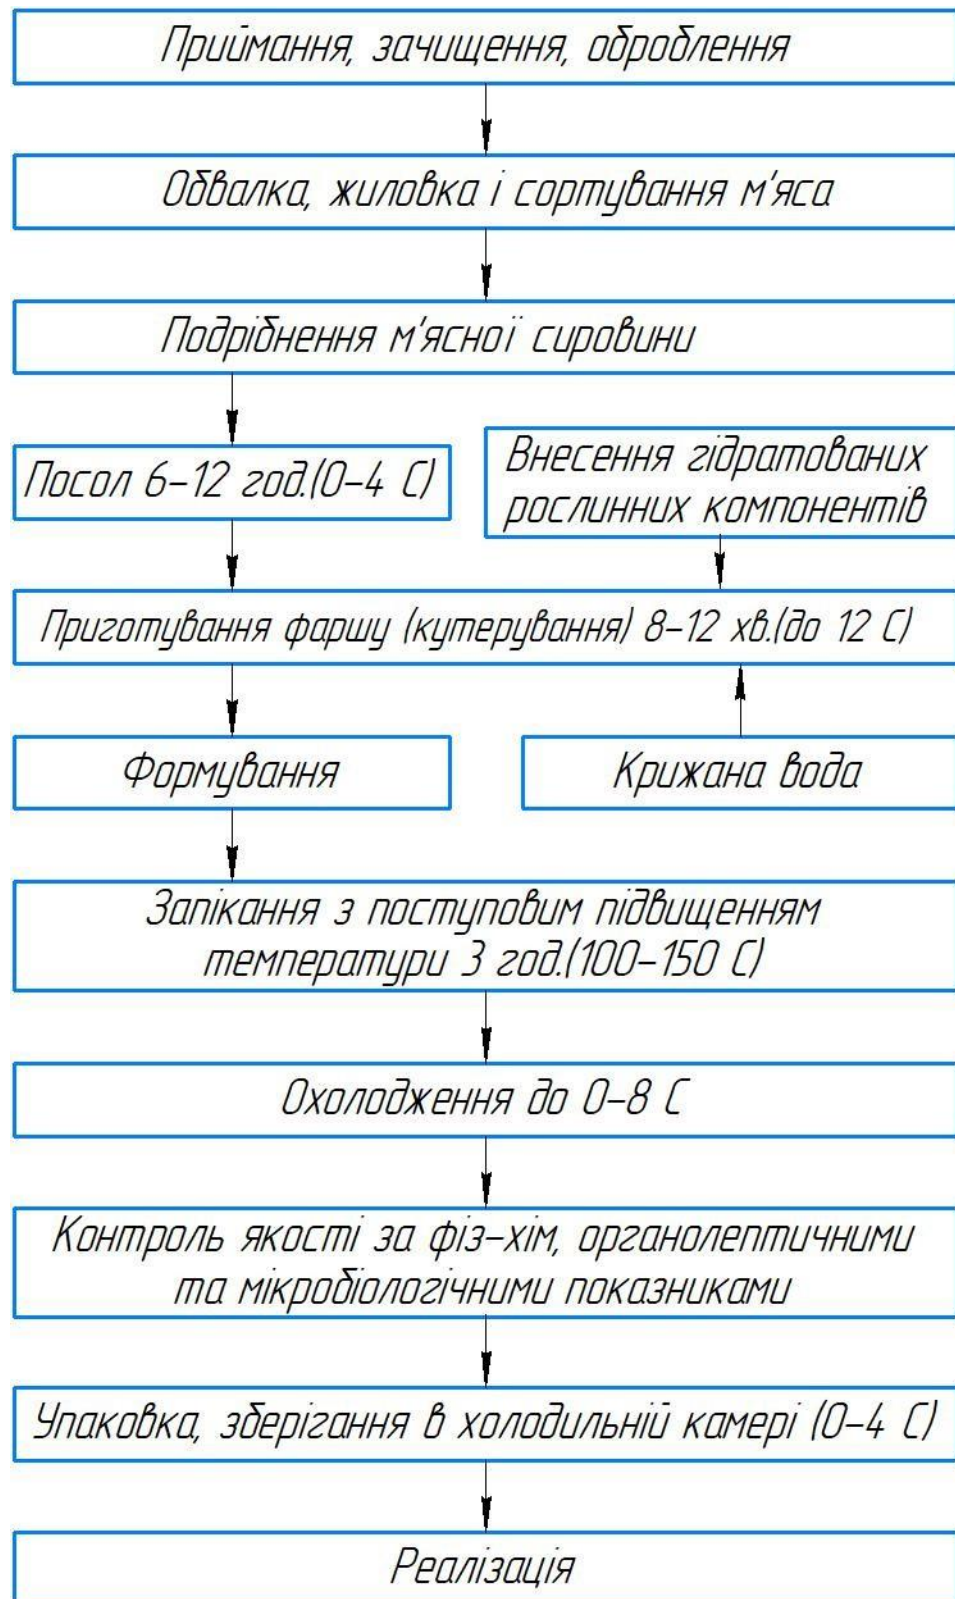 Приймання, зачищення, оброблення
Обвалка, жиловка і сортування м'яса
Подрібнення м'ясної сировини
Посол 6-12 год.(0-4 С)
Внесення гідратованих
рослинних компонентів
Приготування фаршу (кутерування) 8-12 хв.(до 12 С)
Формування
Крижана вода
Запікання з поступовим підвищенням
температури 3 год.(100-150 С)
Охолодження до 0-8 С
Контроль якості за фіз-хім, органолептичними
та мікробіологічними показниками
Упаковка, зберігання в холодильній камері (0-4 С)
Реалізація